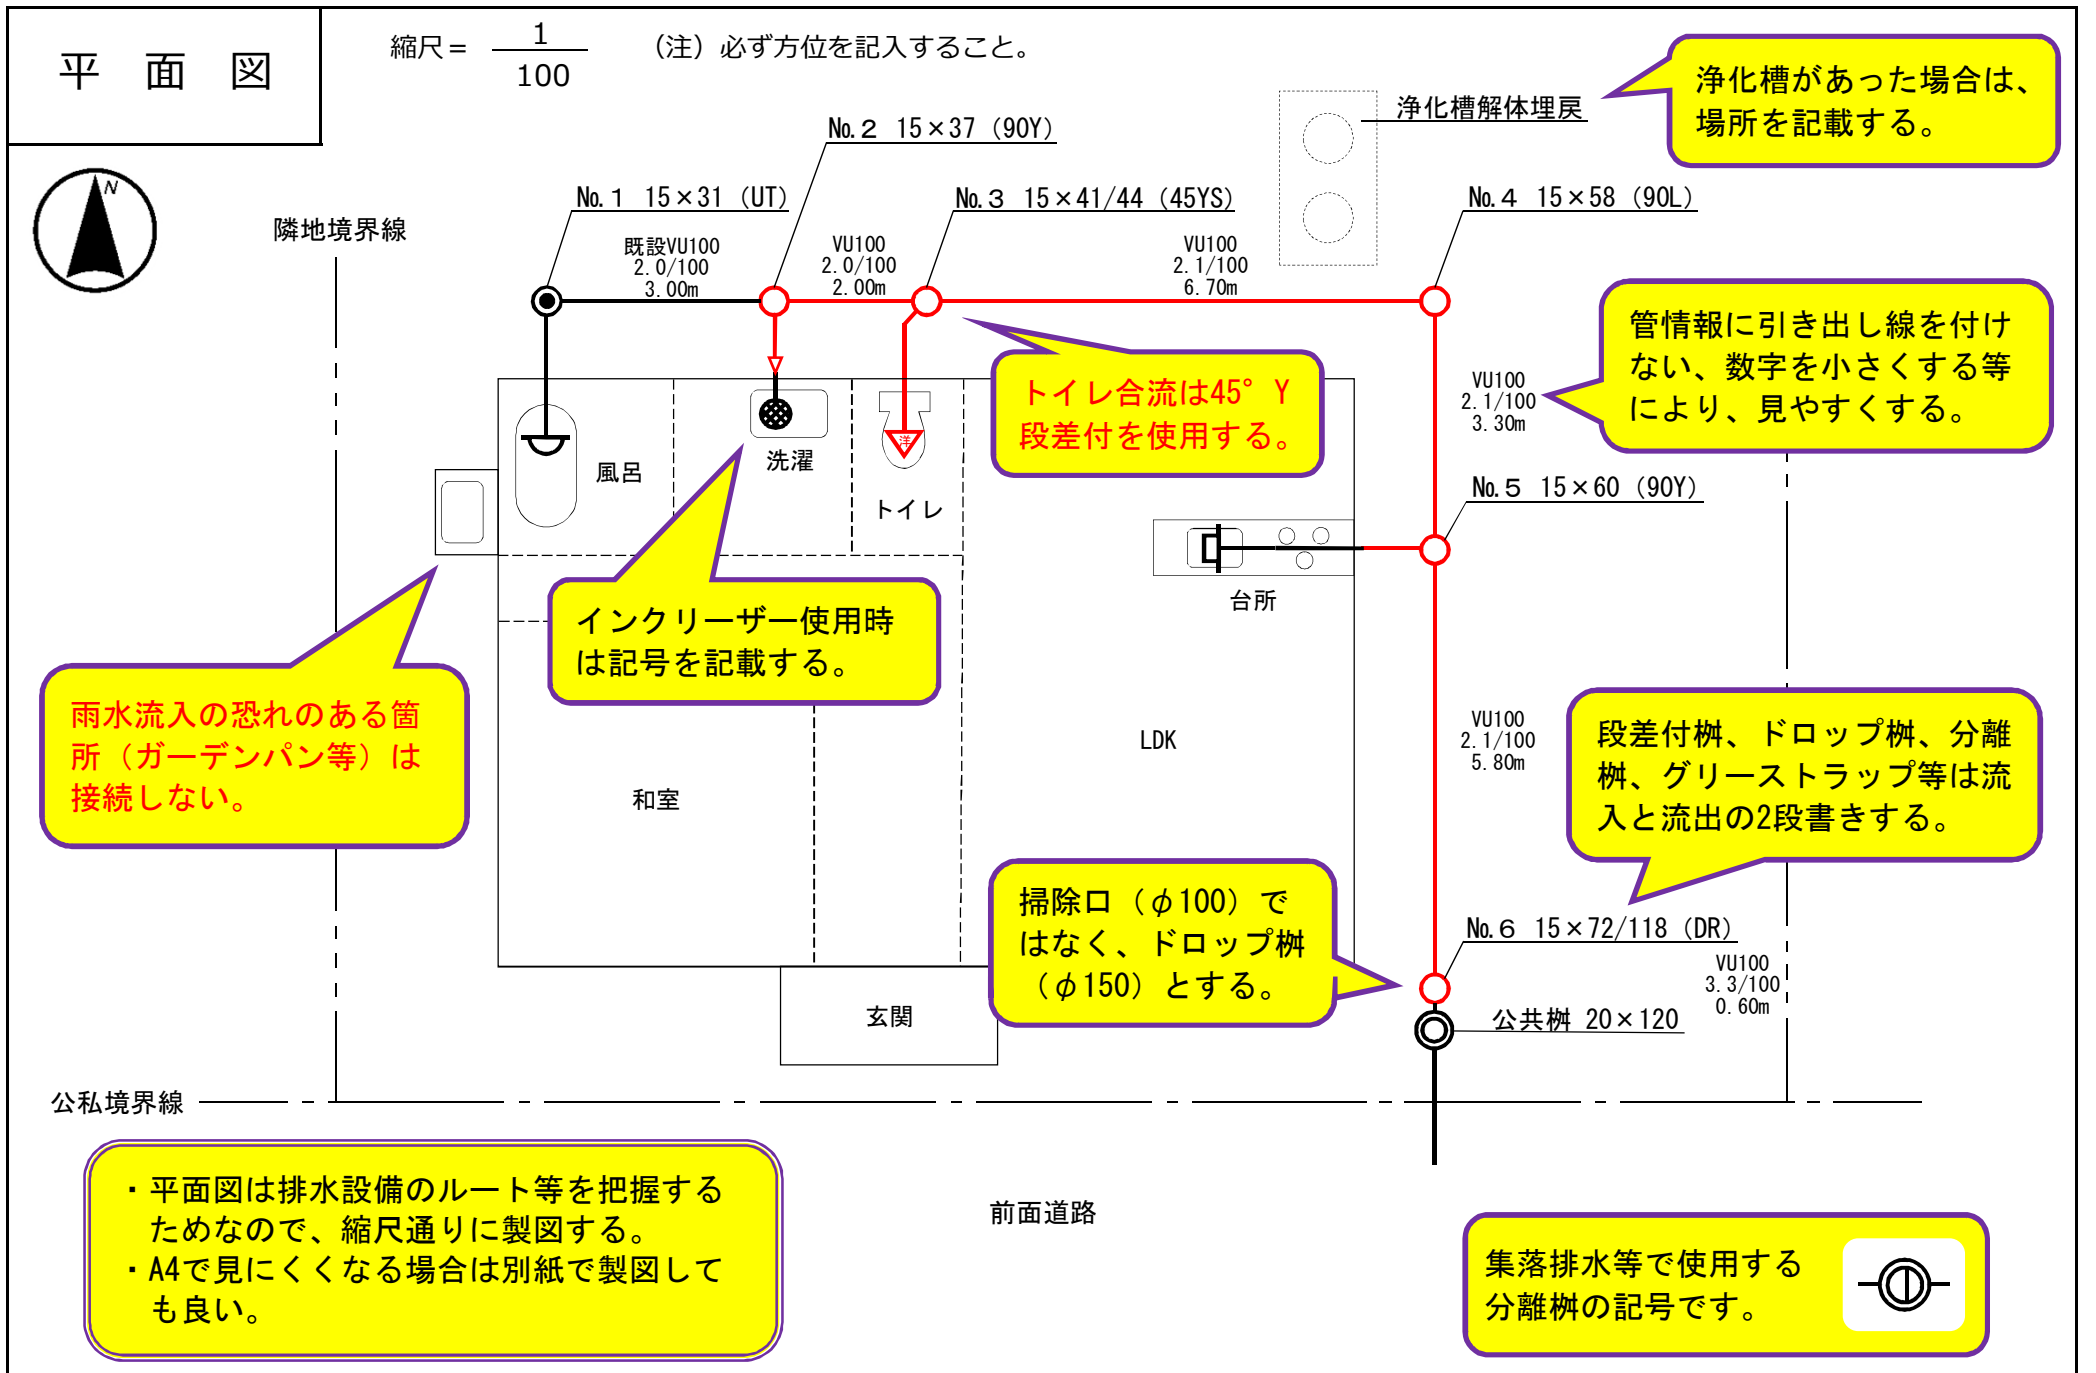 平 面 図
縮尺= 1/100 (注)必ず方位を記入すること。
浄化槽があった場合は、
場所を記載する。
浄化槽解体埋戻
N
隣地境界線
No.1 15×31 (UT)
No.2 15×37 (90Y)
No.3 15×41/44 (45YS)
No.4 15×58 (90L)
既設VU100
2.0/100
3.00m
VU100
2.0/100
2.00m
VU100
2.1/100
6.70m
管情報に引き出し線を付け
ない、数字を小さくする等
により、見やすくする。
VU100
2.1/100
3.30m
トイレ合流は45° Y
段差付を使用する。
洋
風呂
洗濯
トイレ
No.5 15×60 (90Y)
台所
インクリーザー使用時
は記号を記載する。
雨水流入の恐れのある箇
所(ガーデンパン等)は
接続しない。
和室
LDK
VU100
2.1/100
5.80m
段差付桝、ドロップ桝、分離
桝、グリーストラップ等は流
入と流出の2段書きする。
掃除口(φ100)で
はなく、ドロップ桝
(φ150)とする。
No.6 15×72/118 (DR)
VU100
3.3/100
0.60m
公共桝 20×120
玄関
公私境界線
・平面図は排水設備のルート等を把握する
ためなので、縮尺通りに製図する。
・A4で見にくくなる場合は別紙で製図して
も良い。
前面道路
集落排水等で使用する
分離桝の記号です。